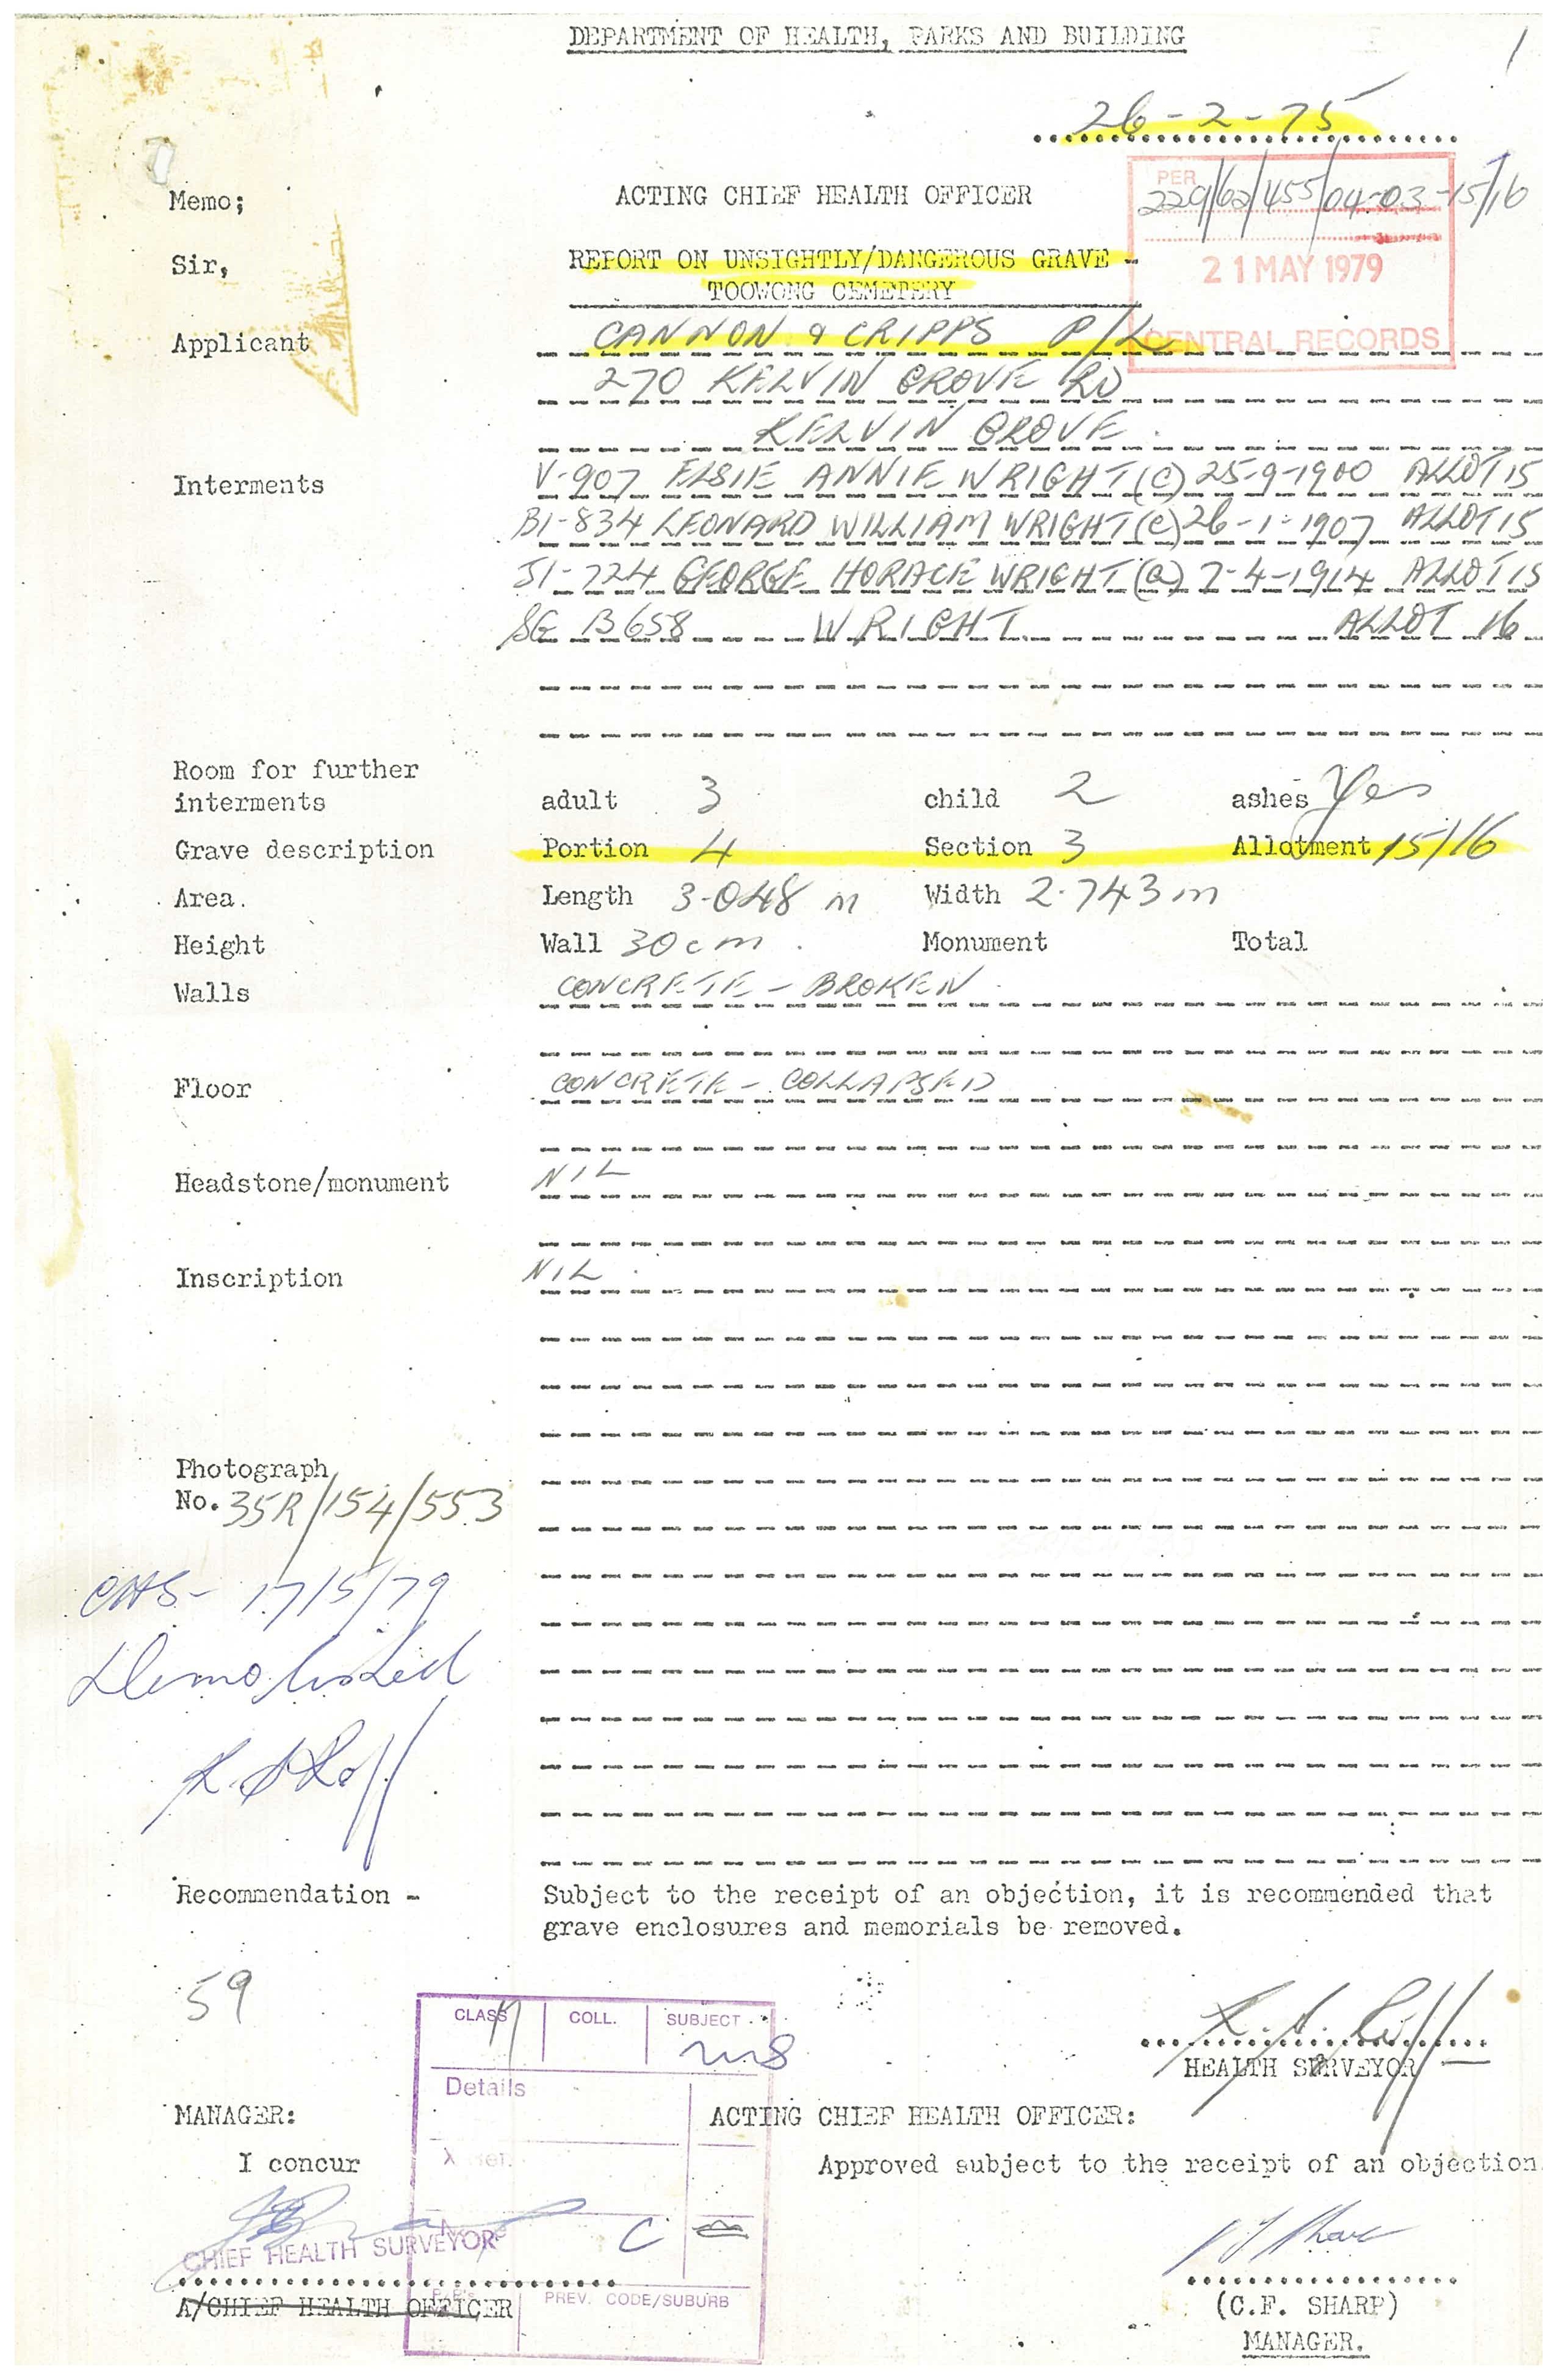 DEPARTMENT OF HEALTH, PARKS AND BUILDING
1
26-2-75
Memo;
ACTING CHIEF HEALTH OFFICER
PER
229/62/455/04-03-15/16
Sir,
REPORT ON UNSIGHTLY/DANGEROUS GRAVE -
TOOWONG CEMETERY
21 MAY 1979
CENTRAL RECORDS
Applicant
CANNON & CRIPPS P/L
270 KELVIN GROVE RD
KELVIN GROVE.
Interments
V-907 ELSIE ANNIE WRIGHT (C) 25-9-1900 ALLOT 15
B1-834 LEONARD WILLIAM WRIGHT (C) 26-1-1907 ALLOT 15
J1-724 GEORGE HORACE WRIGHT (a) 7-4-1914 ALLOT 15
SG B658 WRIGHT ALLOT 16
Room for further
interments adult 3 child 2 ashes Yes
Grave description Portion 4 Section 3 Allotment 15/16
Area. Length 3.048 m Width 2.743 m
Height Wall 30cm. Monument Total
Walls CONCRETE - BROKEN
Floor CONCRETE - COLLAPSED
Headstone/monument NIL
Inscription NIL.
Photograph
No. 35R/154/553
CHS - 17/5/79
Demolished
Recommendation - Subject to the receipt of an objection, it is recommended that
grave enclosures and memorials be removed.
59
CLASS COLL. SUBJECT
Details
HEALTH SURVEYOR
MANAGER:
ACTING CHIEF HEALTH OFFICER:
I concur
Approved subject to the receipt of an objection
C
CHIEF HEALTH SURVEYOR
A/CHIEF HEALTH OFFICER
PREV. CODE/SUBURB
(C.F. SHARP)
MANAGER.